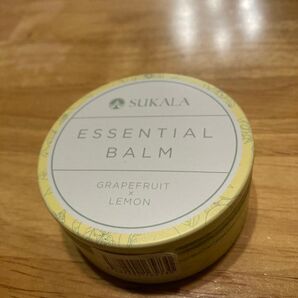 SUKALA
ESSENTIAL
BALM
GRAPEFRUIT
×
LEMON